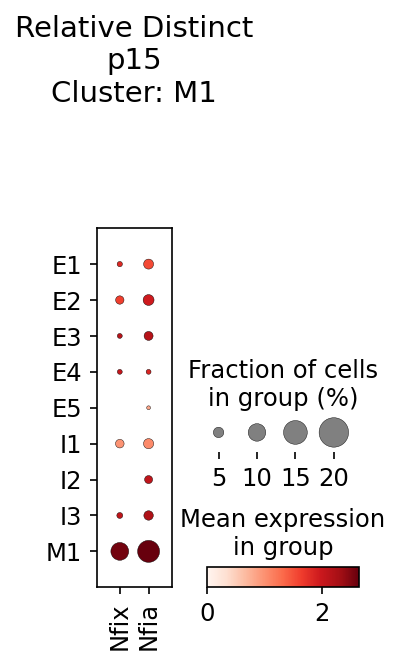 Relative Distinct
p15
Cluster: M1
E1
E2
E3
E4
E5
I1
I2
I3
M1
Nfix
Nfia
Fraction of cells
in group (%)
5 10 15 20
Mean expression
in group
0 2